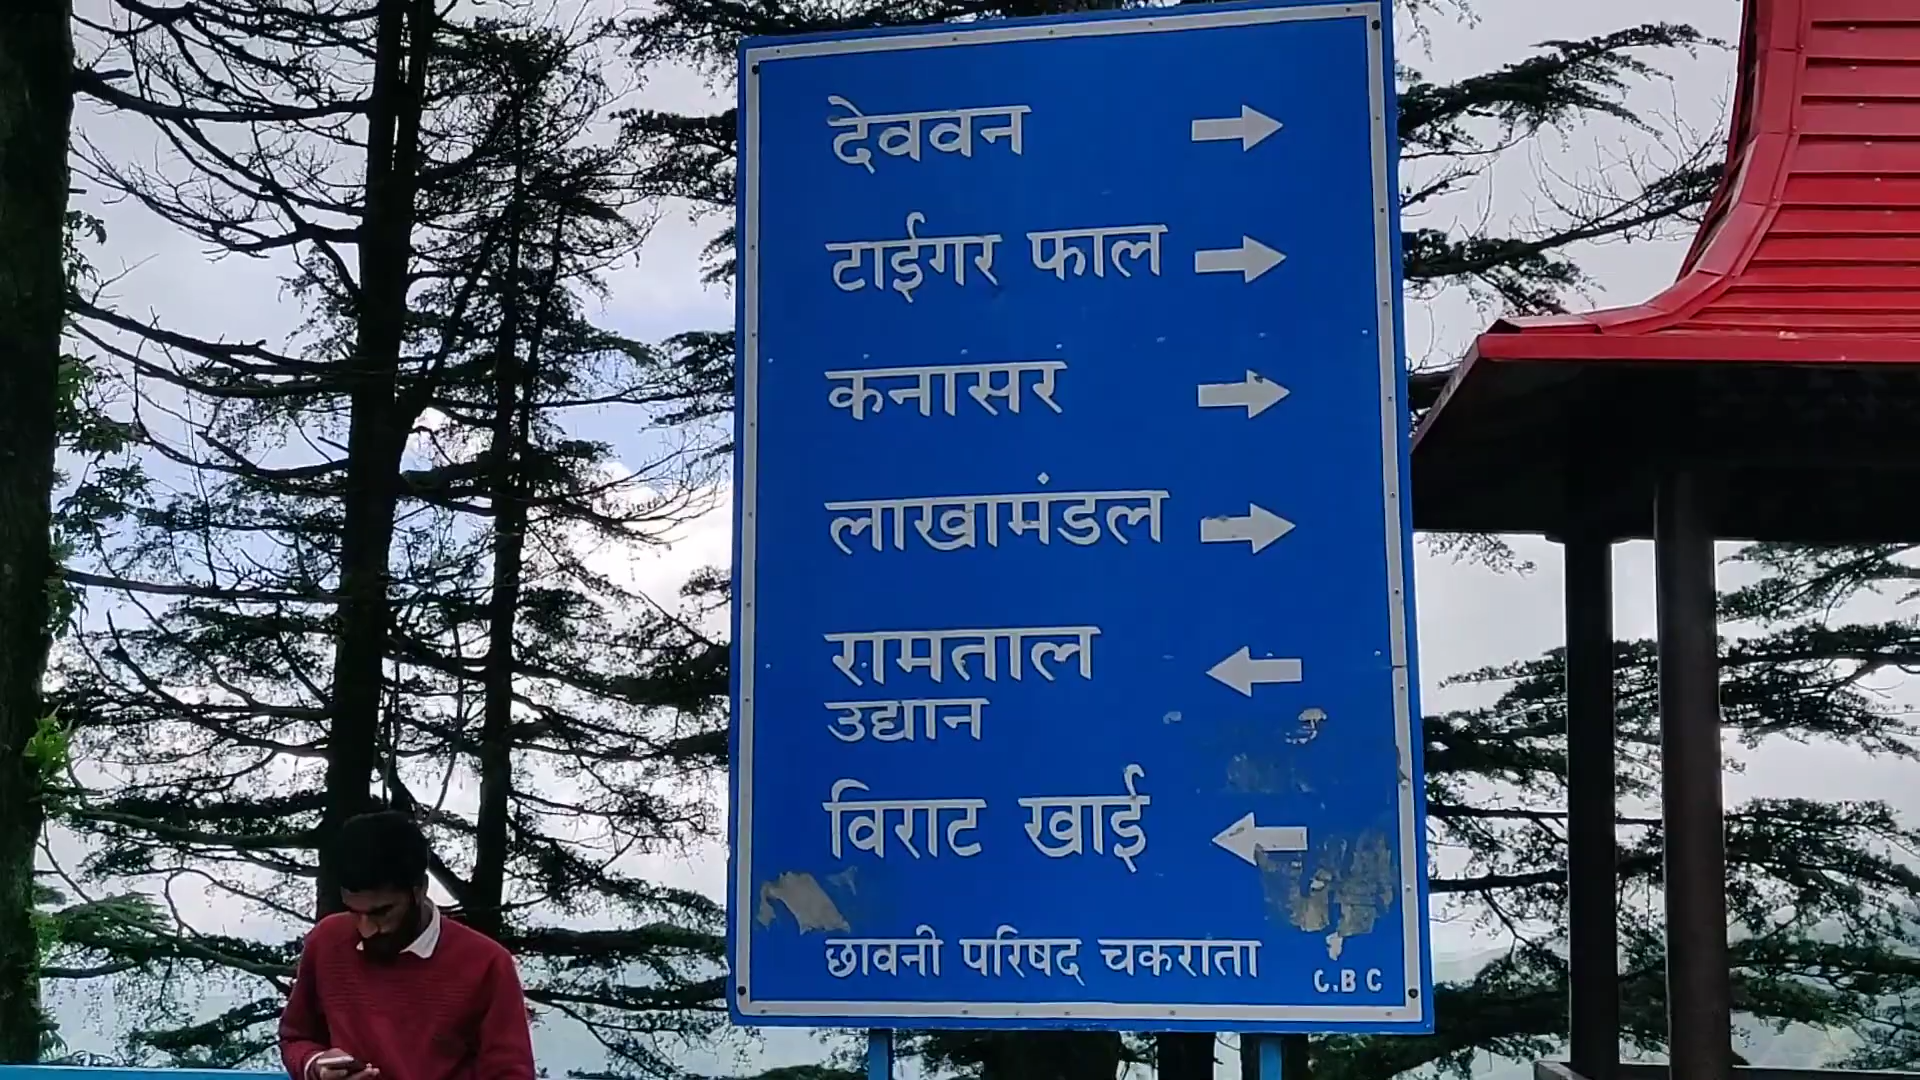 देववन
टाईगर फाल
कनासर
लाखामंडल
रामताल
उद्यान
विराट खाई
छावनी परिषद चकराता
C.B C